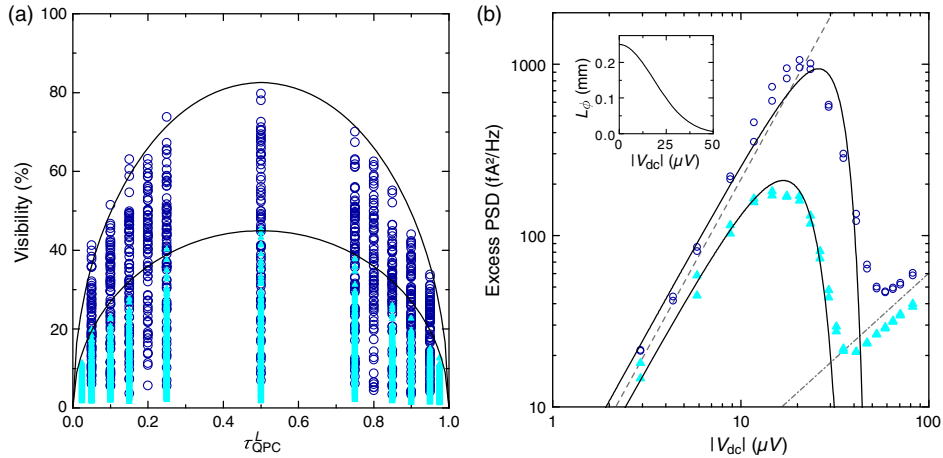 (a)
100
80
60
40
20
0
Visibility (%)
0.0 0.2 0.4 0.6 0.8 1.0
τ^L_QPC
(b)
1000
100
10
Excess PSD (fA²/Hz)
1 10 100
|V_dc| (μV)
0.2
0.1
0.0
L_ϕ (mm)
0 25 50
|V_dc| (μV)